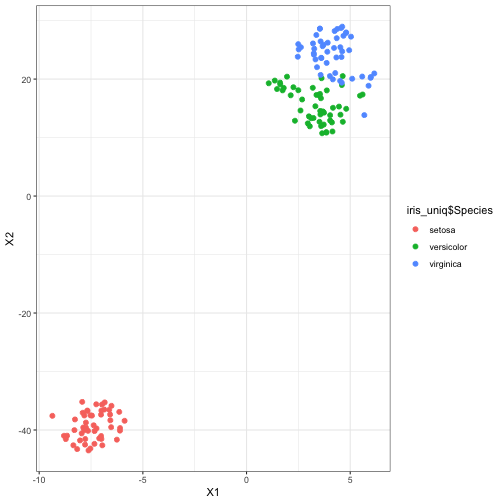 20
0
-20
-40
X2
-10
-5
0
5
X1
iris_uniq$Species
setosa
versicolor
virginica